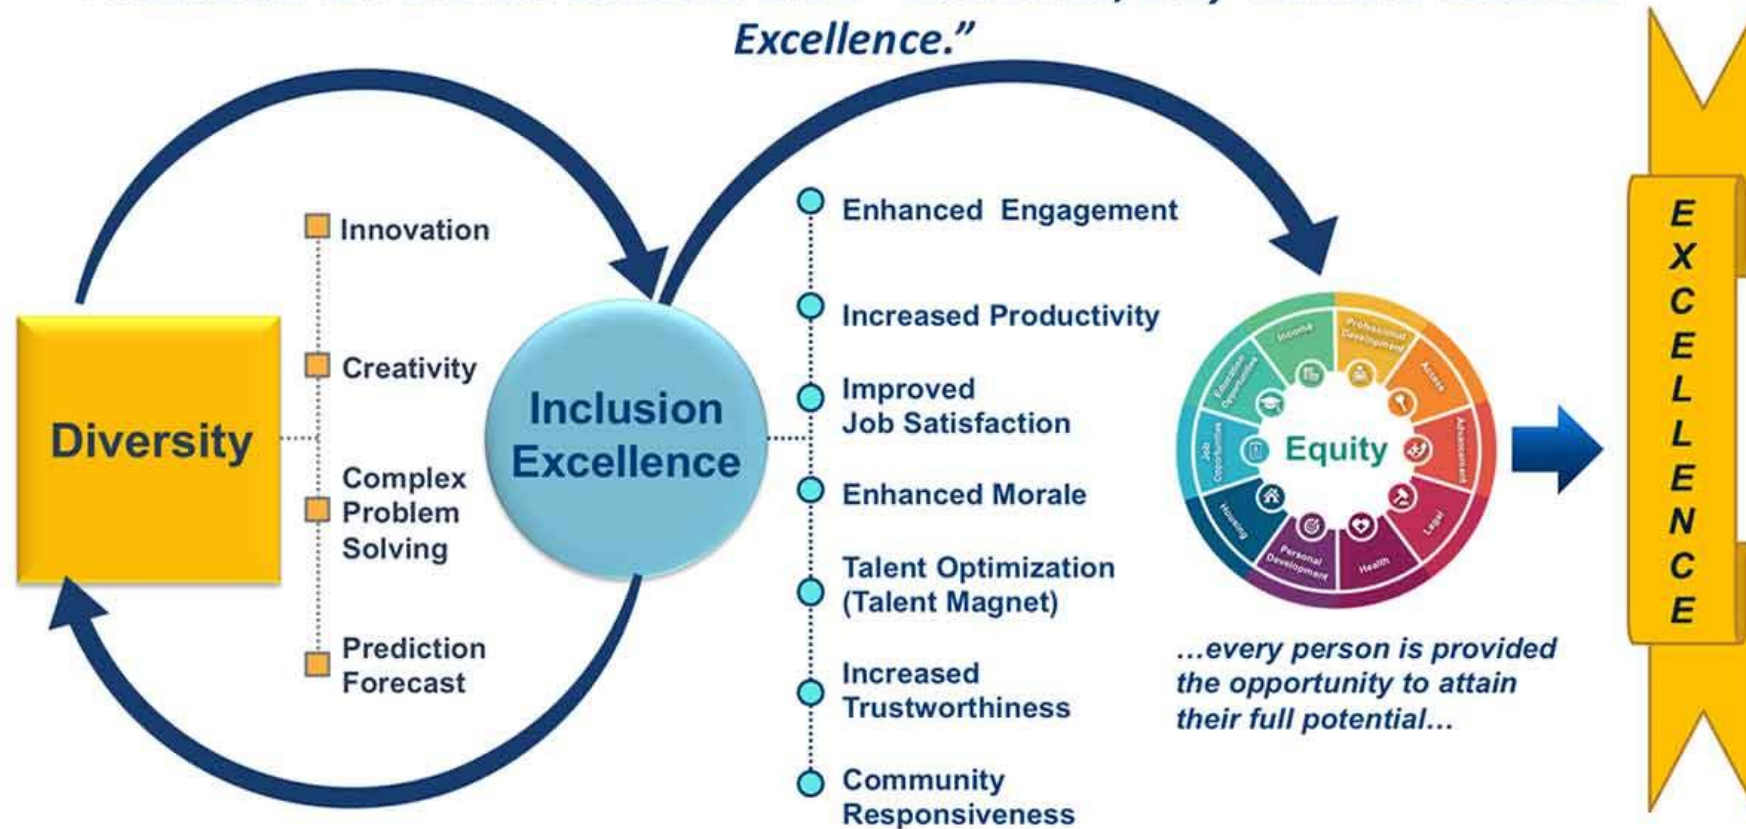 Excellence.”
Diversity
Innovation
Creativity
Complex
Problem
Solving
Prediction
Forecast
Inclusion
Excellence
Enhanced Engagement
Increased Productivity
Improved
Job Satisfaction
Enhanced Morale
Talent Optimization
(Talent Magnet)
Increased
Trustworthiness
Community
Responsiveness
Equity
Income
Professional
Development
Access
Advancement
Legal
Health
Personal
Development
Housing
Job
Opportunities
Education
Opportunities
...every person is provided
the opportunity to attain
their full potential...
EXCELLENCE